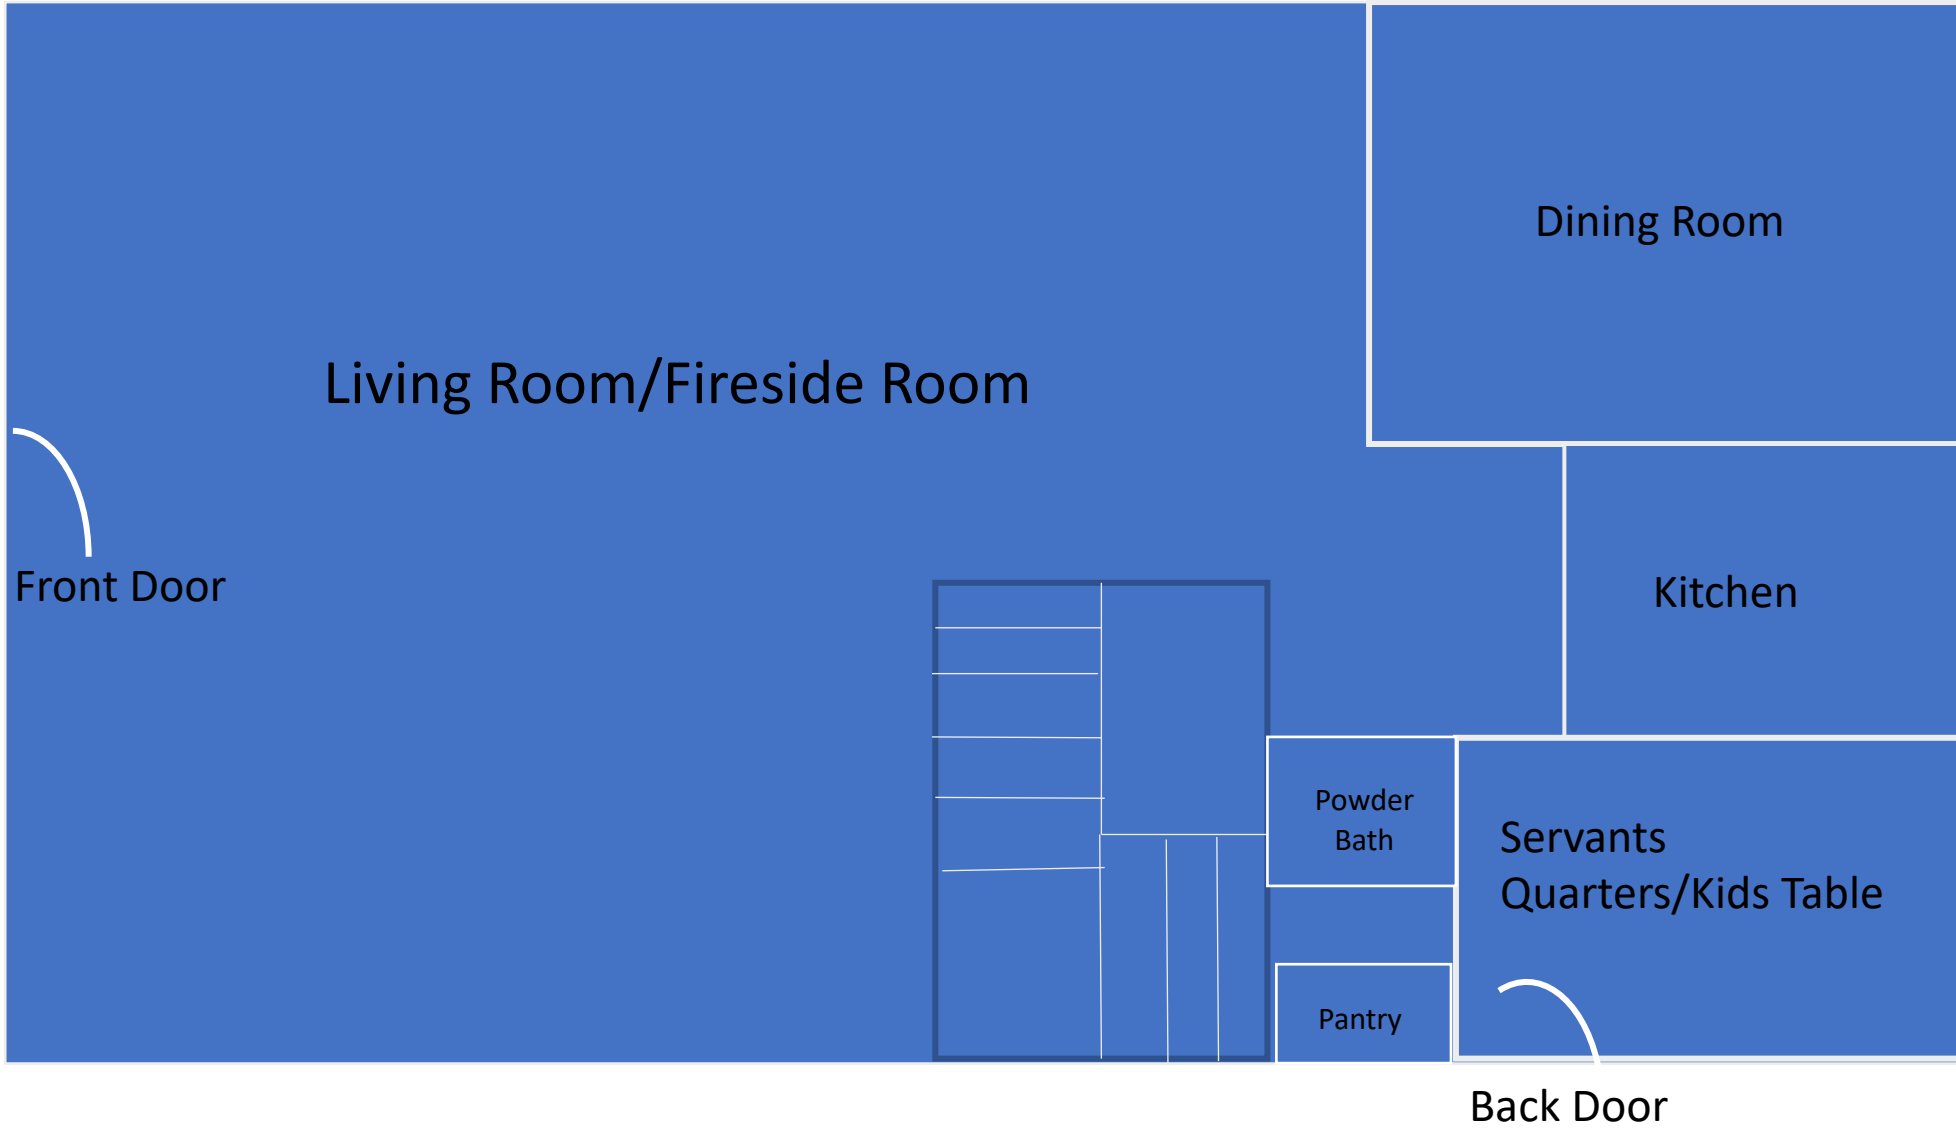 Dining Room
Living Room/Fireside Room
Front Door
Kitchen
Powder
Bath
Servants
Quarters/Kids Table
Pantry
Back Door